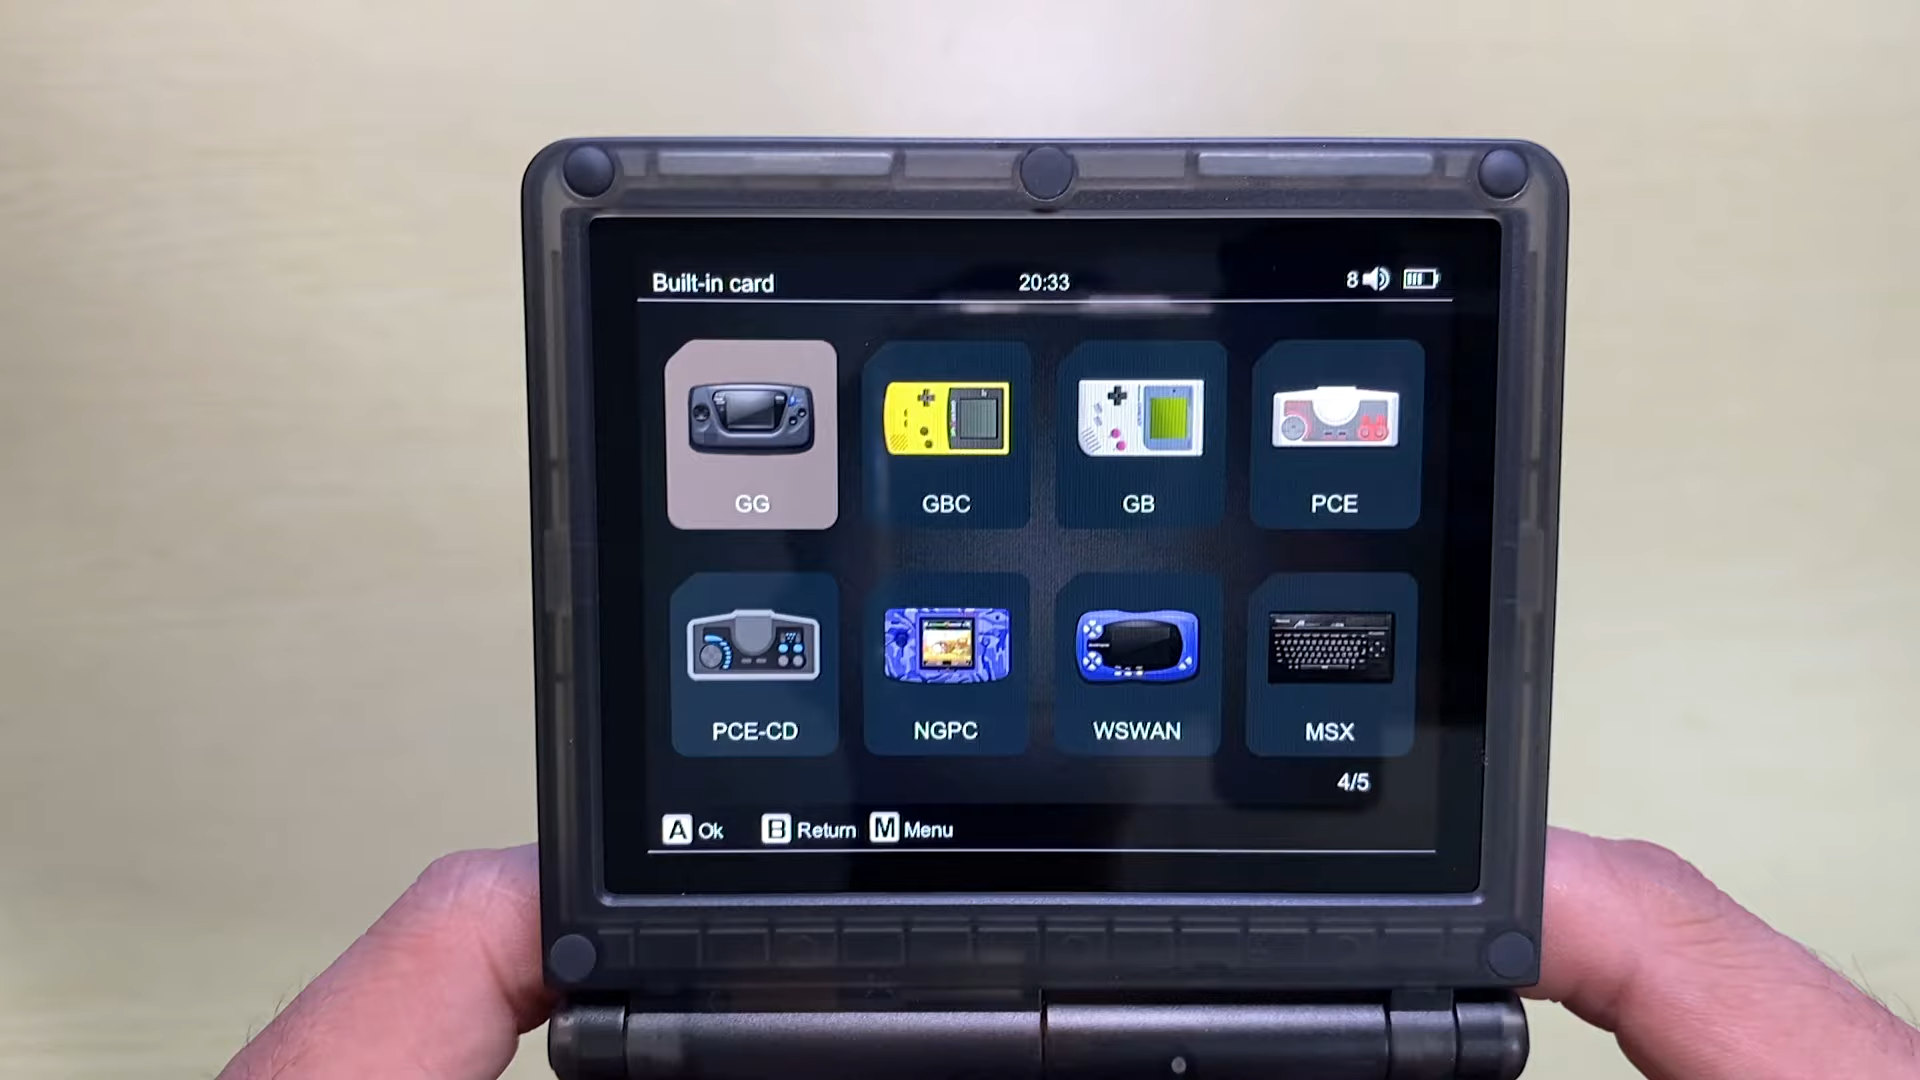 Built-in card 20:33 8
GG GBC GB PCE
PCE-CD NGPC WSWAN MSX
4/5
A Ok B Return M Menu